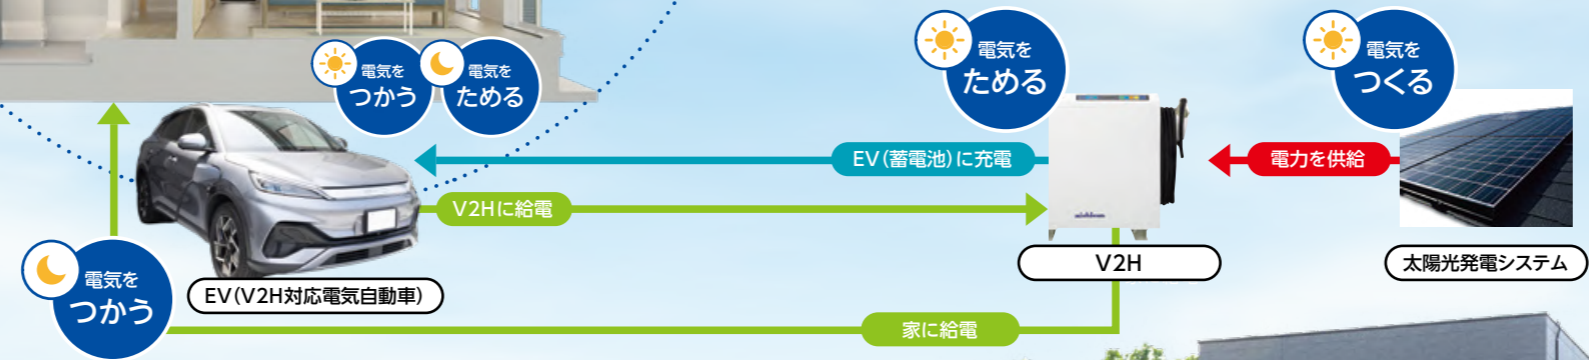 電気を
つかう
電気を
ためる
電気を
ためる
電気を
つくる
EV(蓄電池)に充電
電力を供給
V2Hに給電
nichicon
V2H
太陽光発電システム
電気を
つかう
EV(V2H対応電気自動車)
家に給電